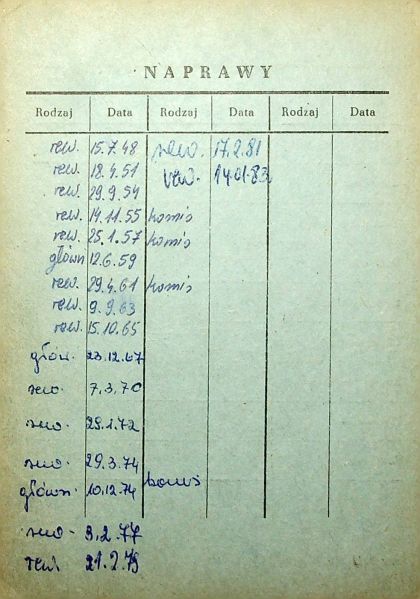 NAPRAWY
Rodzaj Data Rodzaj Data Rodzaj Data
rew. 15.7.48 rew. 17.2.81
rew. 18.4.51 rew. 14.01.83
rew. 29.9.54
rew. 14.11.55 komis
rew. 25.1.57 komis
główn 12.6.59
rew. 29.4.61 komis
rew. 9.9.63
rew. 15.10.65
głów. 23.12.67
rew. 7.3.70
rew. 25.1.72
rew. 29.3.74
główn. 10.12.74 komis
rew. 3.2.77
rew. 21.2.79